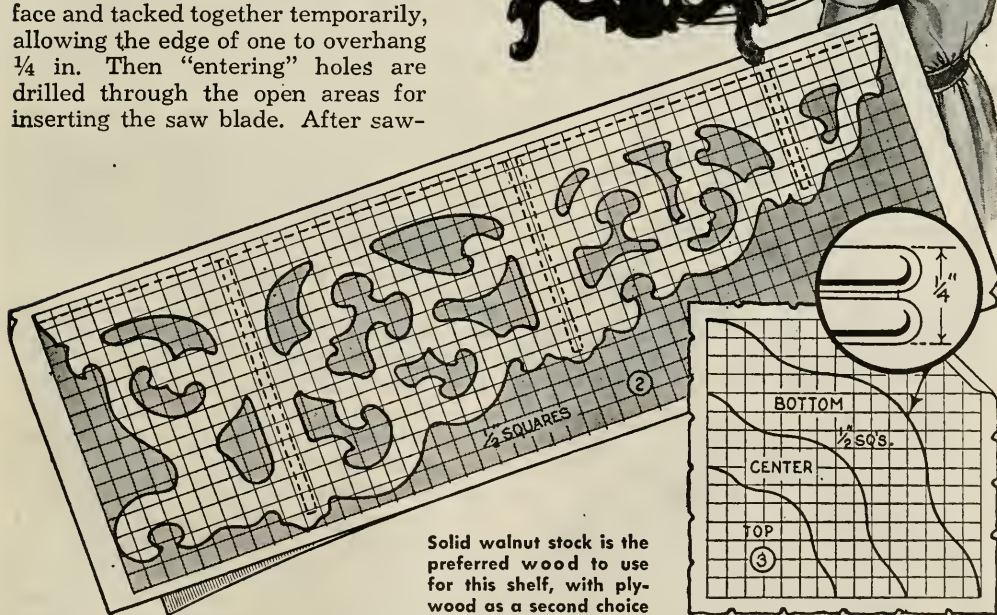 face and tacked together temporarily,
allowing the edge of one to overhang
¼ in. Then “entering” holes are
drilled through the open areas for
inserting the saw blade. After saw-
2
½" SQUARES
¼"
BOTTOM
½" SQ'S.
CENTER
TOP
3
Solid walnut stock is the
preferred wood to use
for this shelf, with ply-
wood as a second choice